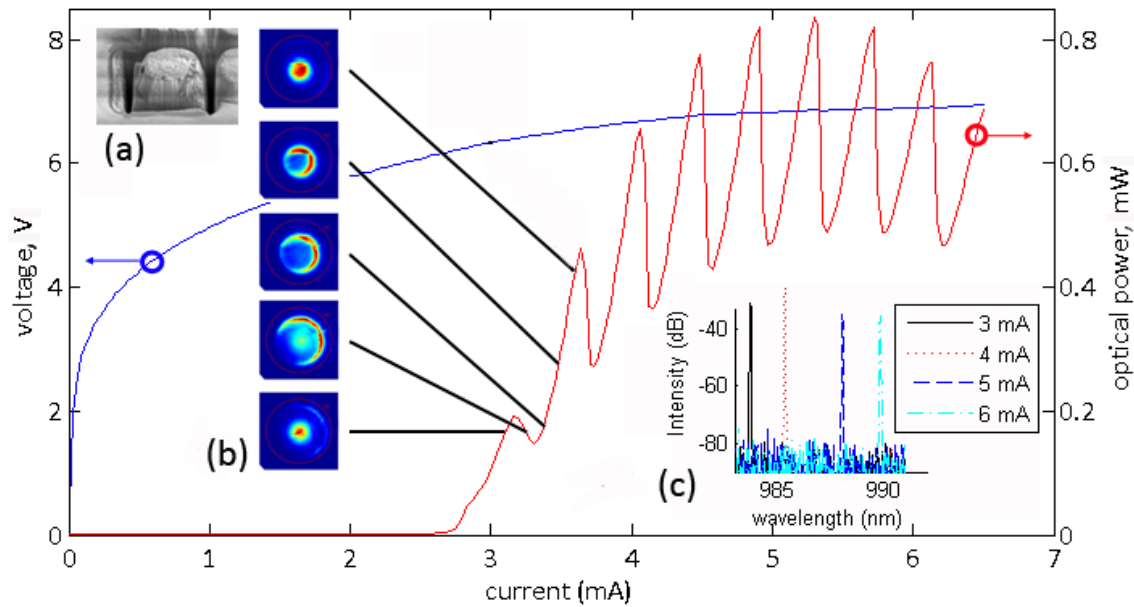 8
6
4
2
0
voltage, V
(a)
(b)
0
1
2
3
4
5
6
7
current (mA)
0.8
0.6
0.4
0.2
0
optical power, mW
-40
-60
-80
Intensity (dB)
985
990
wavelength (nm)
(c)
3 mA
4 mA
5 mA
6 mA